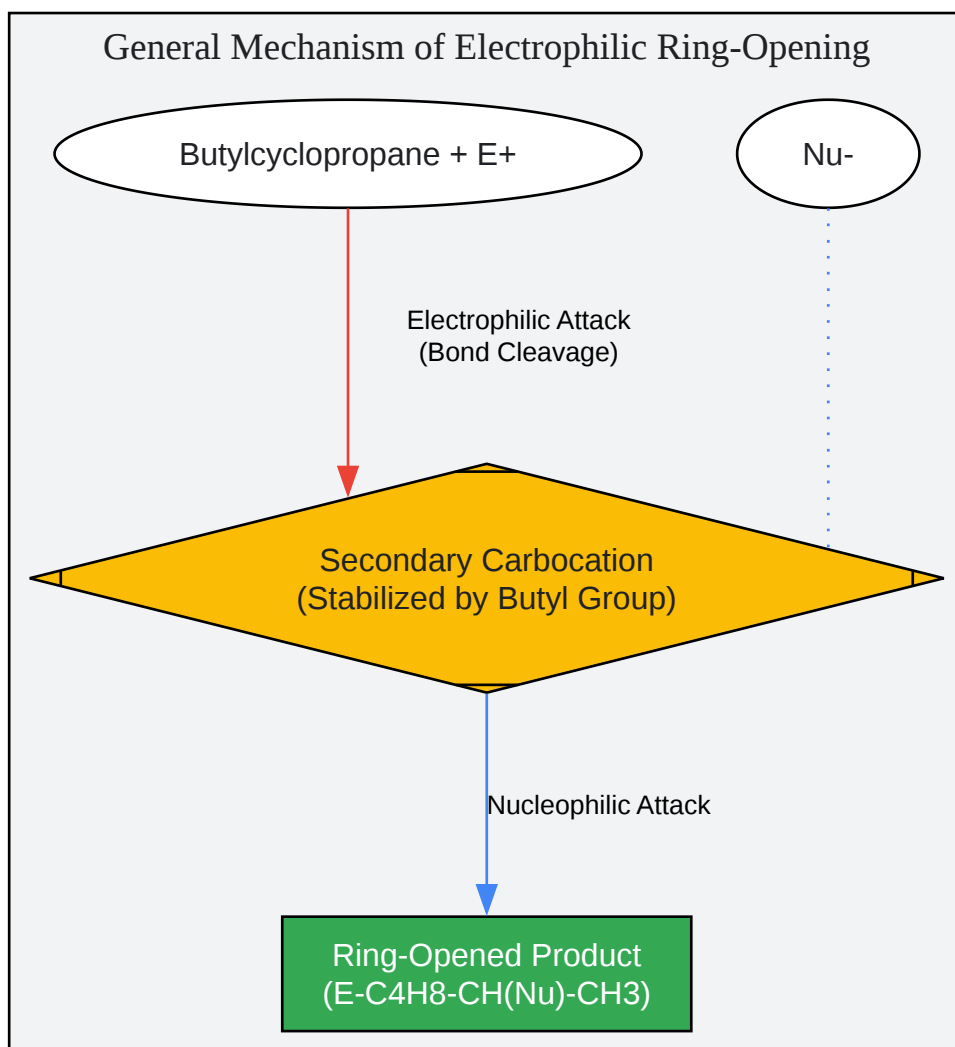 General Mechanism of Electrophilic Ring-Opening
Butylcyclopropane + E+
Nu-
Electrophilic Attack
(Bond Cleavage)
Secondary Carbocation
(Stabilized by Butyl Group)
Nucleophilic Attack
Ring-Opened Product
(E-C4H8-CH(Nu)-CH3)